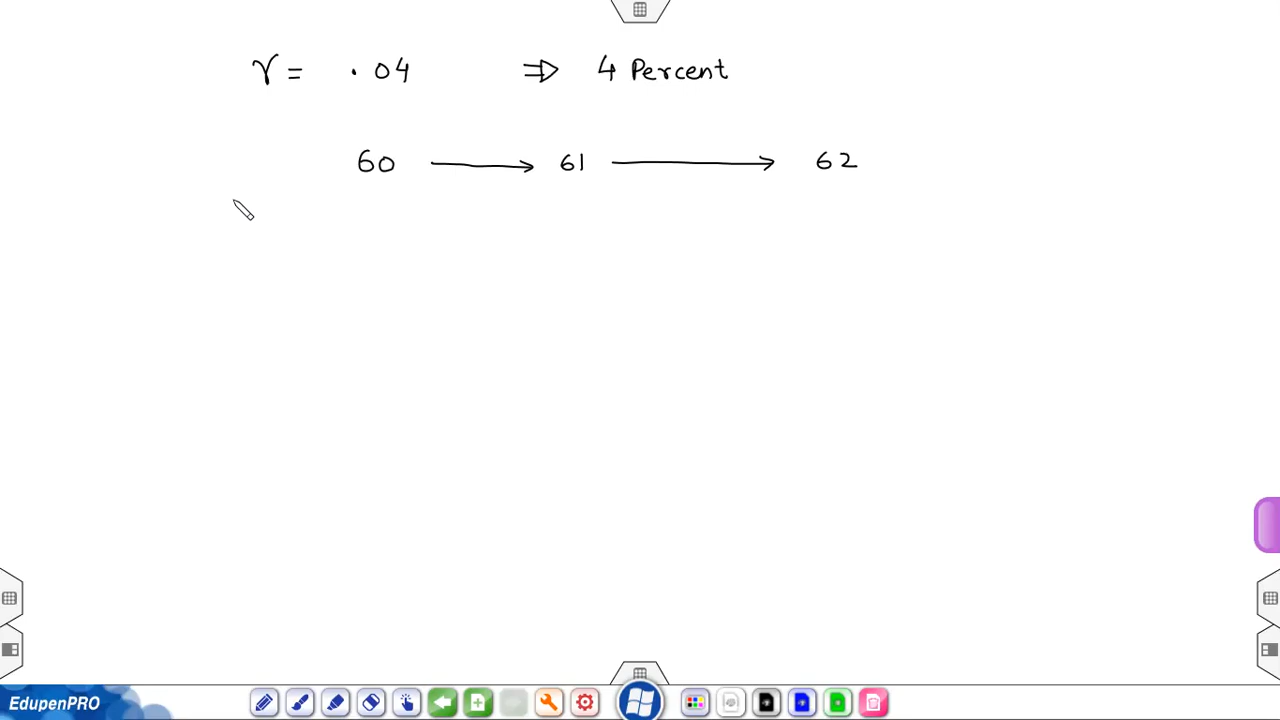 γ = .04 ⇒ 4 Percent
60 → 61 → 62
EdupenPRO